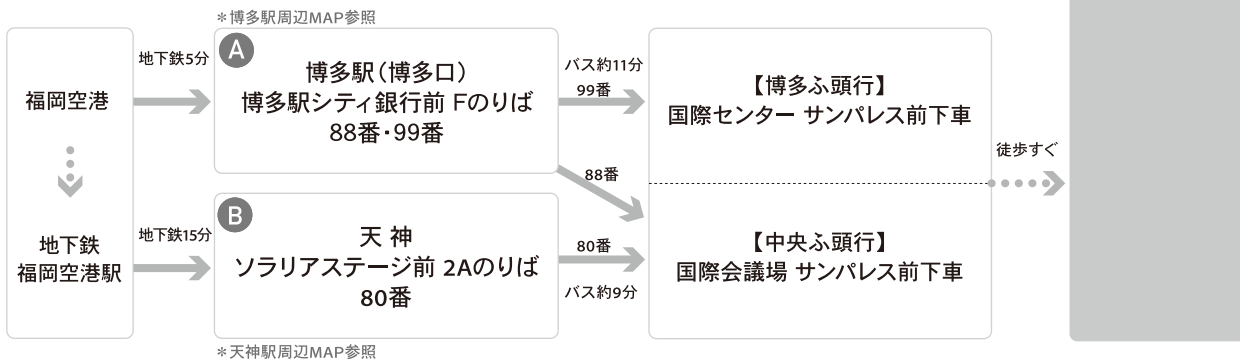 ＊博多駅周辺MAP参照
福岡空港
地下鉄
福岡空港駅
地下鉄5分
地下鉄15分
A
博多駅（博多口）
博多駅シティ銀行前 Fのりば
88番・99番
B
天 神
ソラリアステージ前 2Aのりば
80番
＊天神駅周辺MAP参照
バス約11分
99番
88番
80番
バス約9分
【博多ふ頭行】
国際センター サンパレス前下車
【中央ふ頭行】
国際会議場 サンパレス前下車
徒歩すぐ